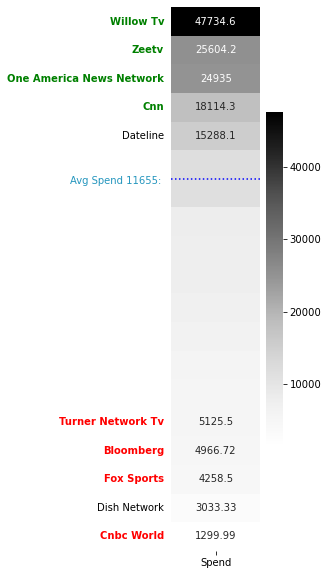 Willow Tv 47734.6
Zeetv 25604.2
One America News Network 24935
Cnn 18114.3
Dateline 15288.1
Avg Spend 11655:
Turner Network Tv 5125.5
Bloomberg 4966.72
Fox Sports 4258.5
Dish Network 3033.33
Cnbc World 1299.99
Spend
40000
30000
20000
10000